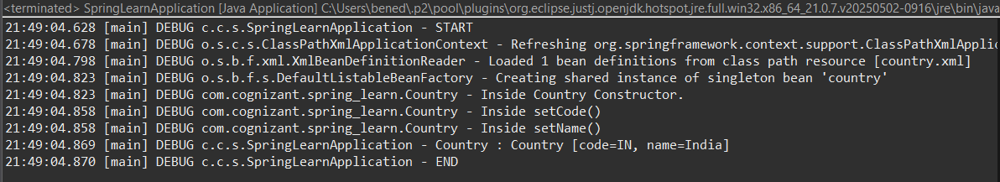 <terminated> SpringLearnApplication [Java Application] C:\Users\bened\.p2\pool\plugins\org.eclipse.justj.openjdk.hotspot.jre.full.win32.x86_64_21.0.7.v20250502-0916\jre\bin\java
21:49:04.628 [main] DEBUG c.c.s.SpringLearnApplication - START
21:49:04.678 [main] DEBUG o.s.c.s.ClassPathXmlApplicationContext - Refreshing org.springframework.context.support.ClassPathXmlApplic
21:49:04.798 [main] DEBUG o.s.b.f.xml.XmlBeanDefinitionReader - Loaded 1 bean definitions from class path resource [country.xml]
21:49:04.823 [main] DEBUG o.s.b.f.s.DefaultListableBeanFactory - Creating shared instance of singleton bean 'country'
21:49:04.823 [main] DEBUG com.cognizant.spring_learn.Country - Inside Country Constructor.
21:49:04.858 [main] DEBUG com.cognizant.spring_learn.Country - Inside setCode()
21:49:04.858 [main] DEBUG com.cognizant.spring_learn.Country - Inside setName()
21:49:04.869 [main] DEBUG c.c.s.SpringLearnApplication - Country : Country [code=IN, name=India]
21:49:04.870 [main] DEBUG c.c.s.SpringLearnApplication - END